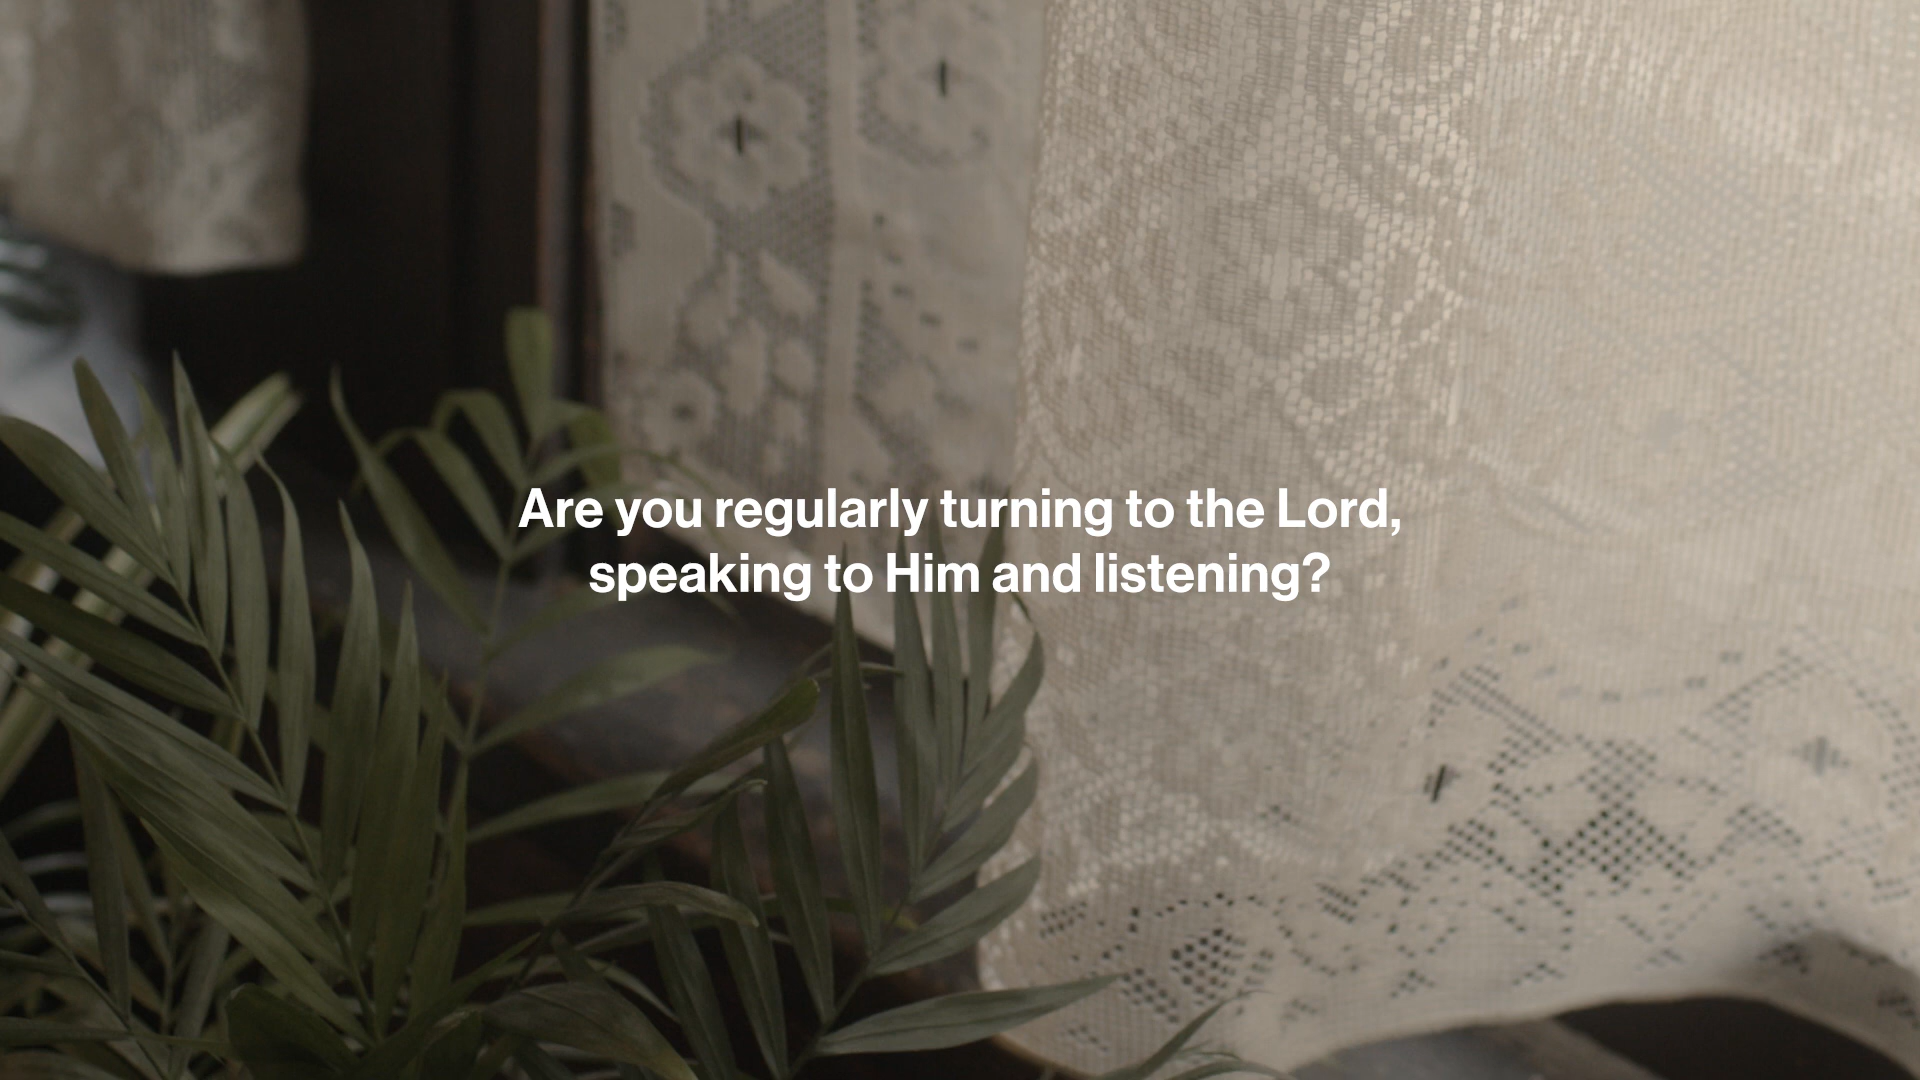 Are you regularly turning to the Lord,
speaking to Him and listening?